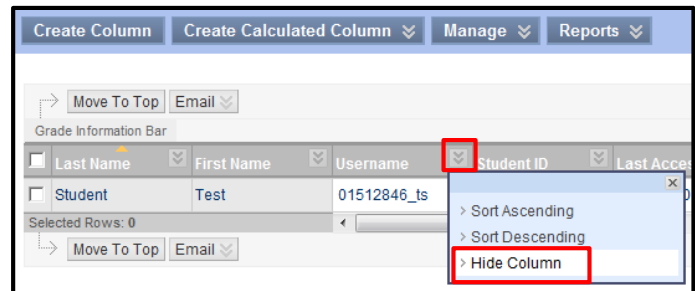 Create Column Create Calculated Column Manage Reports
Move To Top Email
Grade Information Bar
Last Name First Name Username Student ID Last Acces
Student Test 01512846_ts 0
Selected Rows: 0
Move To Top Email
> Sort Ascending
> Sort Descending
> Hide Column